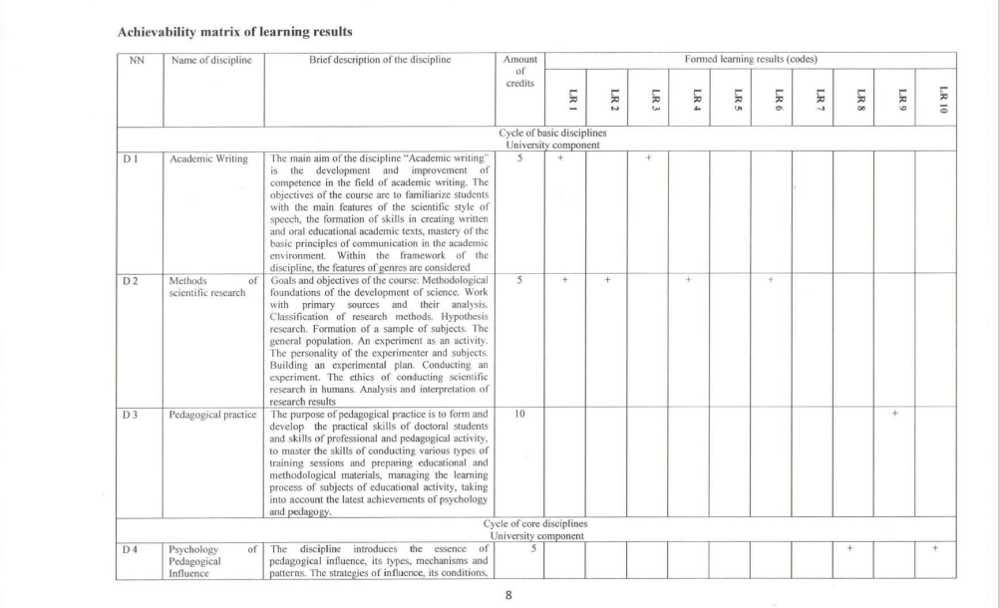 Achievability matrix of learning results
NN Name of discipline Brief description of the discipline Amount of credits Formed learning results (codes)
LR 1 LR 2 LR 3 LR 4 LR 5 LR 6 LR 7 LR 8 LR 9 LR 10
Cycle of basic disciplines
University component
D 1 Academic Writing The main aim of the discipline “Academic writing” 5 + +
is the development and improvement of
competence in the field of academic writing. The
objectives of the course are to familiarize students
with the main features of the scientific style of
speech, the formation of skills in creating written
and oral educational academic texts, mastery of the
basic principles of communication in the academic
environment. Within the framework of the
discipline, the features of genres are considered
D 2 Methods of Goals and objectives of the course: Methodological 5 + + + +
scientific research foundations of the development of science. Work
with primary sources and their analysis.
Classification of research methods. Hypothesis
research. Formation of a sample of subjects. The
general population. An experiment as an activity.
The personality of the experimenter and subjects.
Building an experimental plan. Conducting an
experiment. The ethics of conducting scientific
research in humans. Analysis and interpretation of
research results
D 3 Pedagogical practice The purpose of pedagogical practice is to form and 10 +
develop the practical skills of doctoral students
and skills of professional and pedagogical activity,
to master the skills of conducting various types of
training sessions and preparing educational and
methodological materials, managing the learning
process of subjects of educational activity, taking
into account the latest achievements of psychology
and pedagogy.
Cycle of core disciplines
University component
D 4 Psychology of The discipline introduces the essence of 5 + +
Pedagogical pedagogical influence, its types, mechanisms and
Influence patterns. The strategies of influence, its conditions,
8